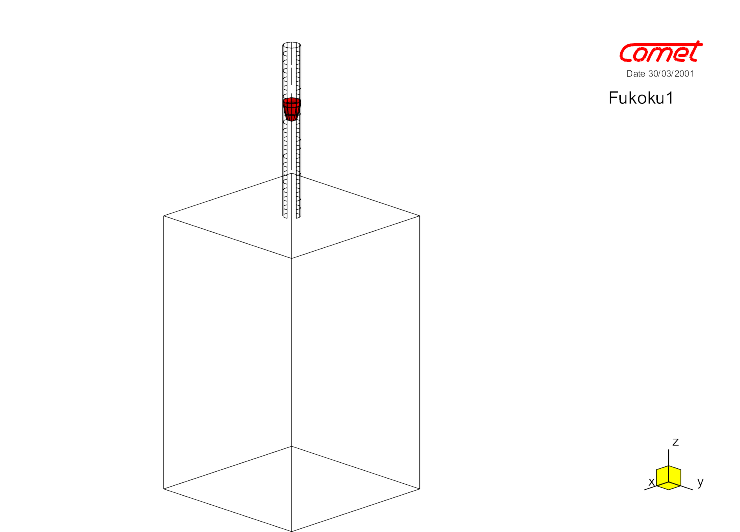 Comet
Date 30/03/2001
Fukoku1
z
x
y